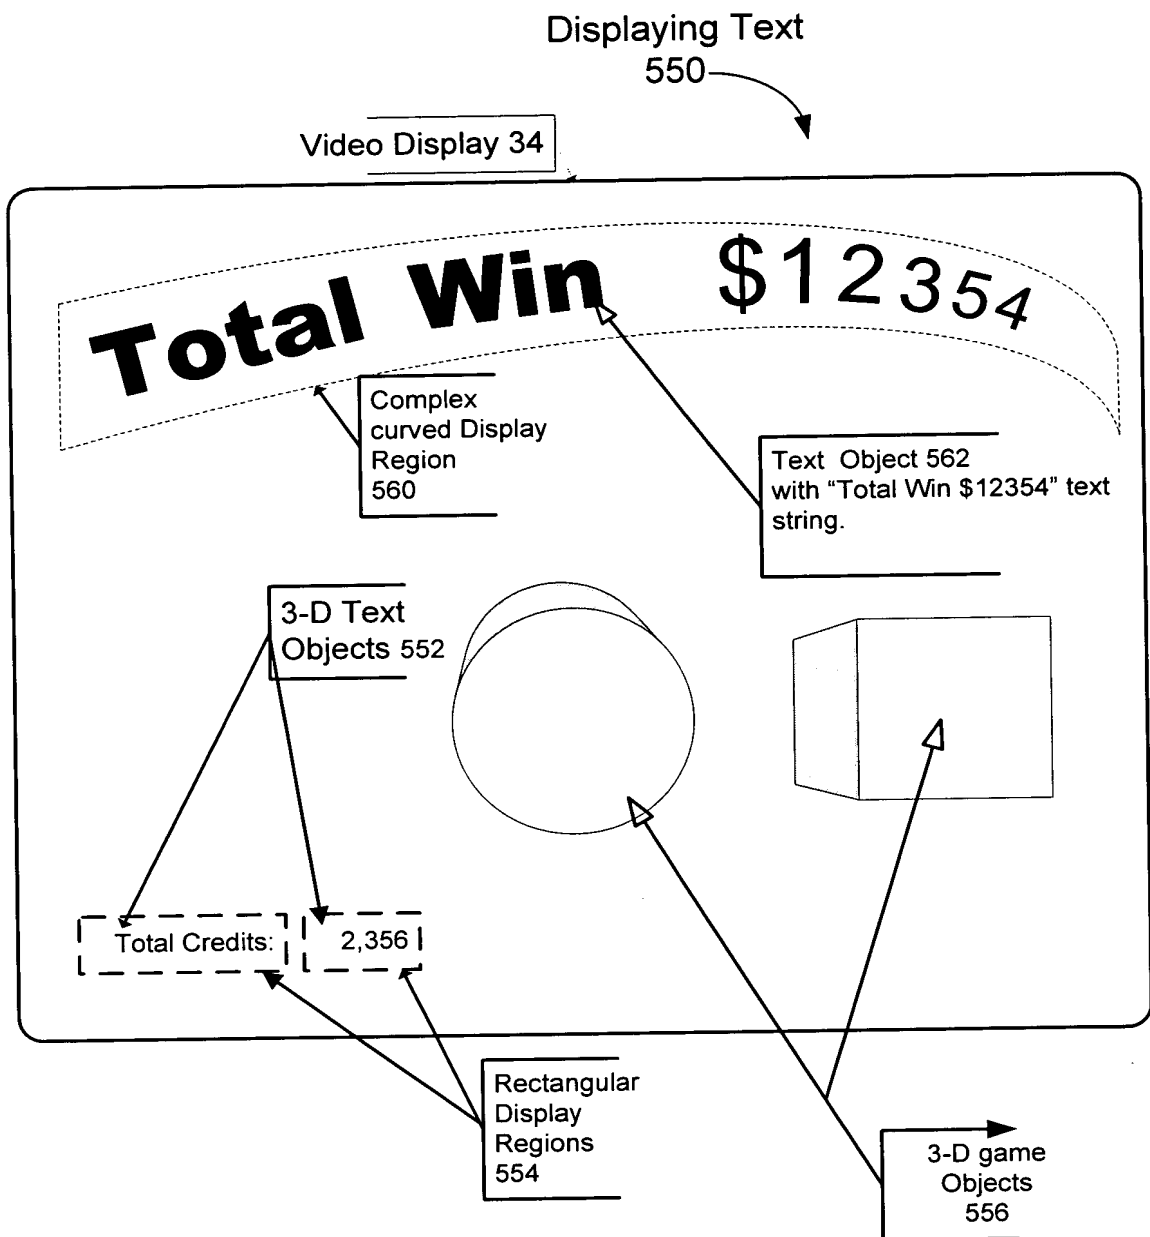 Displaying Text
550
Video Display 34
Total Win $12354
Complex
curved Display
Region
560
Text Object 562
with “Total Win $12354” text
string.
3-D Text
Objects 552
Total Credits: 2,356
Rectangular
Display
Regions
554
3-D game
Objects
556